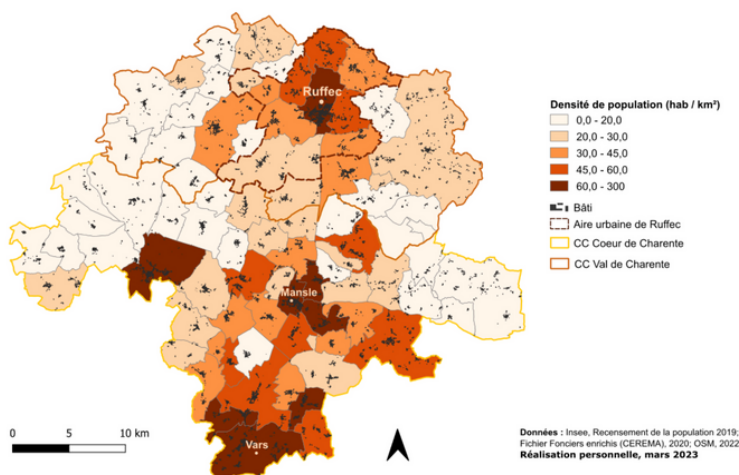 Ruffec
Mansle
Vars
Densité de population (hab / km²)
0,0 - 20,0
20,0 - 30,0
30,0 - 45,0
45,0 - 60,0
60,0 - 300
Bâti
Aire urbaine de Ruffec
CC Coeur de Charente
CC Val de Charente
0 5 10 km
Données : Insee, Recensement de la population 2019;
Fichier Fonciers enrichis (CEREMA), 2020; OSM, 2022
Réalisation personnelle, mars 2023